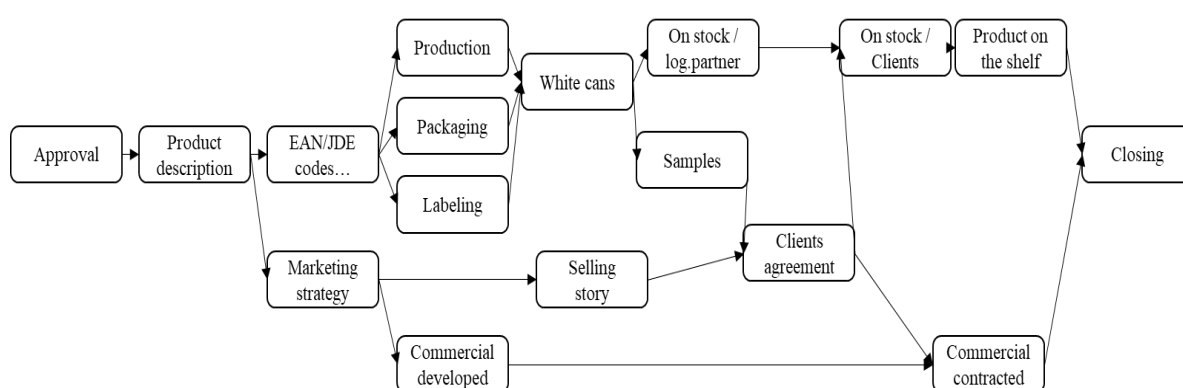 Production
On stock /
log.partner
On stock /
Clients
Product on
the shelf
White cans
Approval
Product
description
EAN/JDE
codes…
Packaging
Samples
Closing
Labeling
Marketing
strategy
Selling
story
Clients
agreement
Commercial
developed
Commercial
contracted